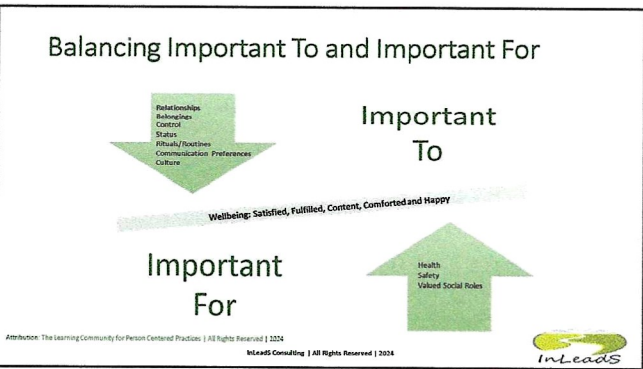 Balancing Important To and Important For
Relationships
Belongings
Control
Status
Rituals/Routines
Communication Preferences
Culture
Important
To
Wellbeing: Satisfied, Fulfilled, Content, Comforted and Happy
Important
For
Health
Safety
Valued Social Roles
Attribution: The Learning Community for Person Centered Practices | All Rights Reserved | 2024
InLeadS Consulting | All Rights Reserved | 2024
InLeadS